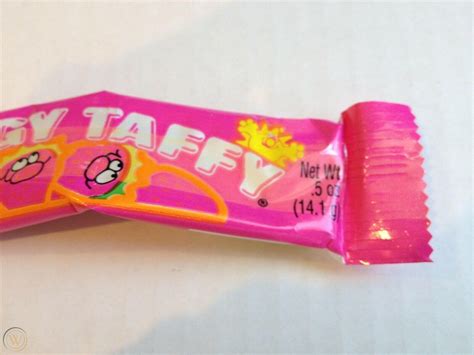 GY TAFFY
®
Net Wt
.5 oz
(14.1 g)
W